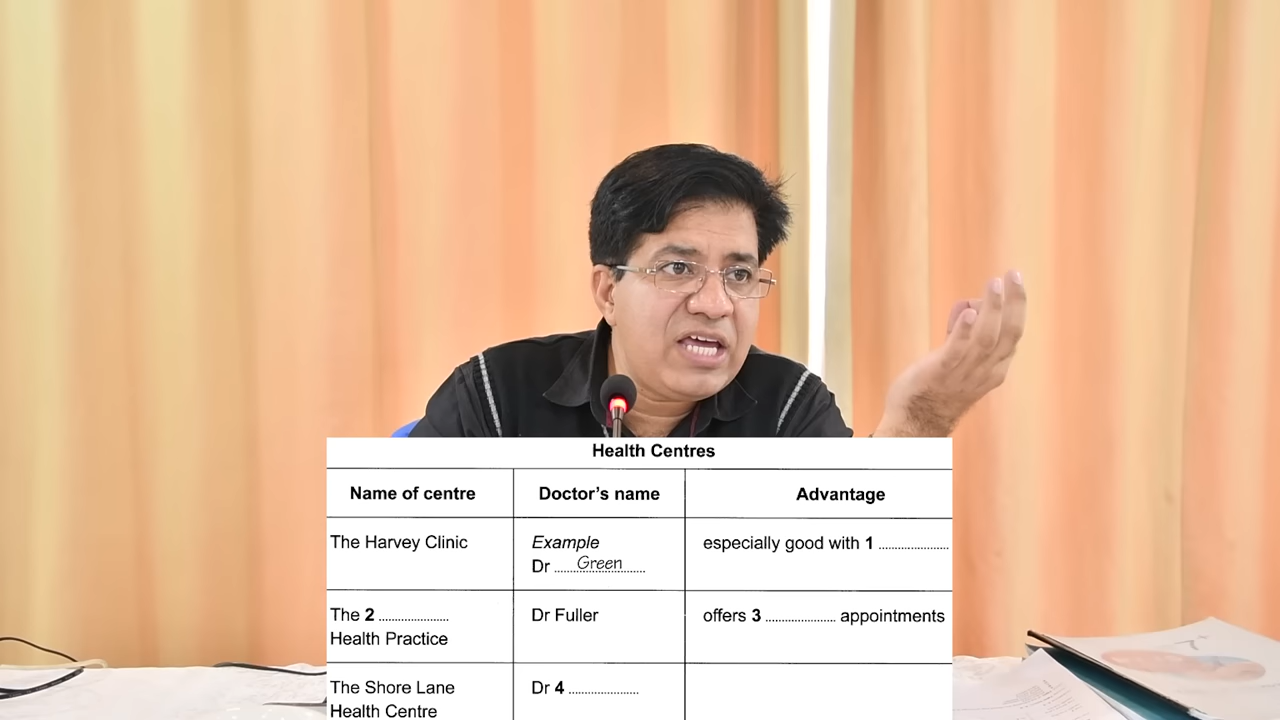 Health Centres
Name of centre Doctor's name Advantage
The Harvey Clinic
Example
Dr ....Green....
especially good with 1 ....................
The 2 ....................
Health Practice
Dr Fuller
offers 3 .................... appointments
The Shore Lane
Health Centre
Dr 4 ....................